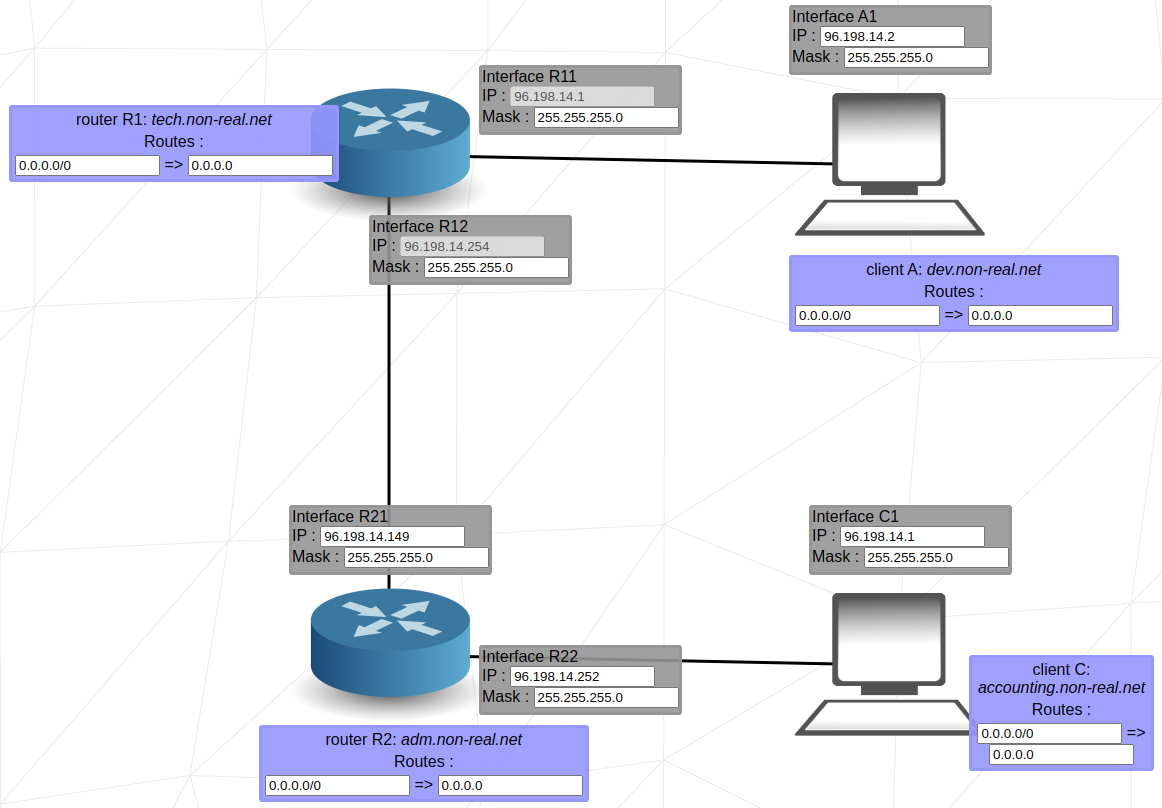 Interface A1
IP : 96.198.14.2
Mask : 255.255.255.0
Interface R11
IP : 96.198.14.1
Mask : 255.255.255.0
router R1: tech.non-real.net
Routes :
0.0.0.0/0 => 0.0.0.0
Interface R12
IP : 96.198.14.254
Mask : 255.255.255.0
client A: dev.non-real.net
Routes :
0.0.0.0/0 => 0.0.0.0
Interface R21
IP : 96.198.14.149
Mask : 255.255.255.0
Interface C1
IP : 96.198.14.1
Mask : 255.255.255.0
Interface R22
IP : 96.198.14.252
Mask : 255.255.255.0
client C:
accounting.non-real.net
Routes :
0.0.0.0/0 =>
0.0.0.0
router R2: adm.non-real.net
Routes :
0.0.0.0/0 => 0.0.0.0